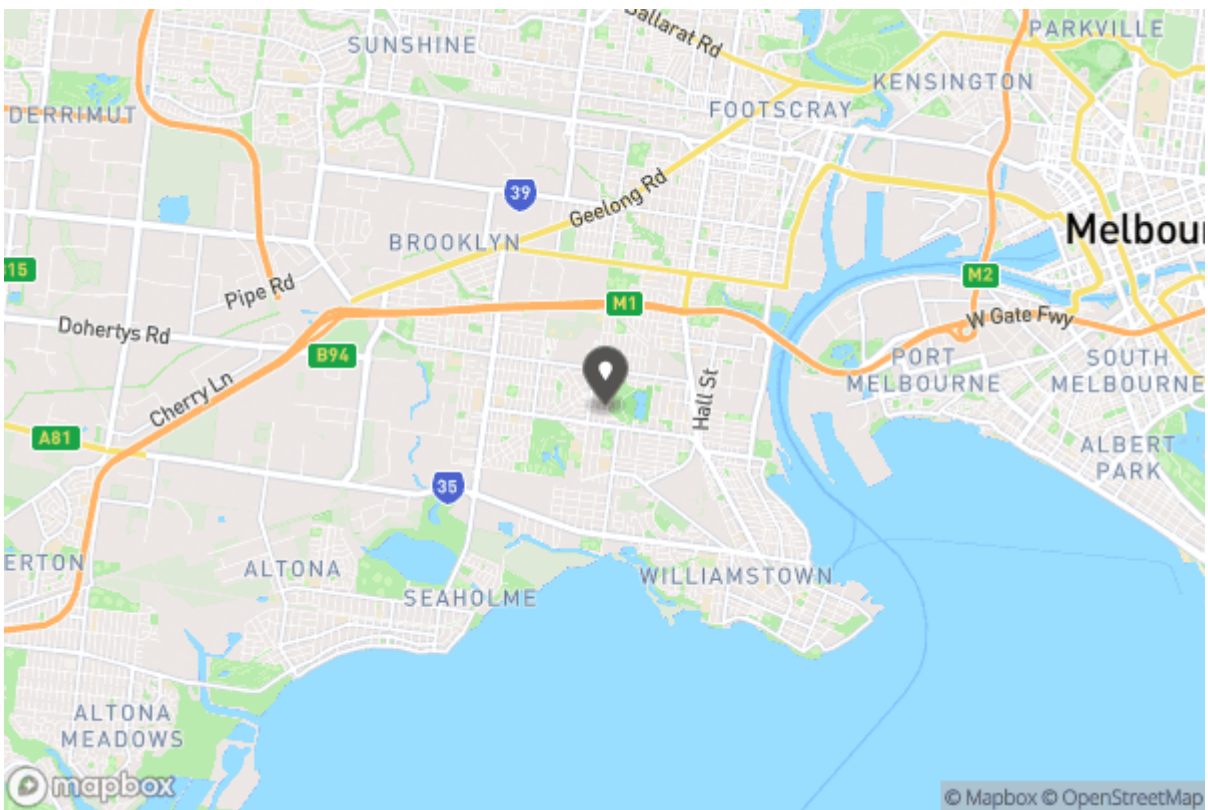 Ballarat Rd
PARKVILLE
SUNSHINE
KENSINGTON
DERRIMUT
FOOTSCRAY
39
Geelong Rd
Melbour
BROOKLYN
315
M2
Pipe Rd
M1
W Gate Fwy
Dohertys Rd
B94
PORT
MELBOURNE
SOUTH
MELBOURNE
Cherry Ln
Hall St
A81
ALBERT
PARK
35
ERTON
ALTONA
WILLIAMSTOWN
SEAHOLME
ALTONA
MEADOWS
mapbox
© Mapbox © OpenStreetMap